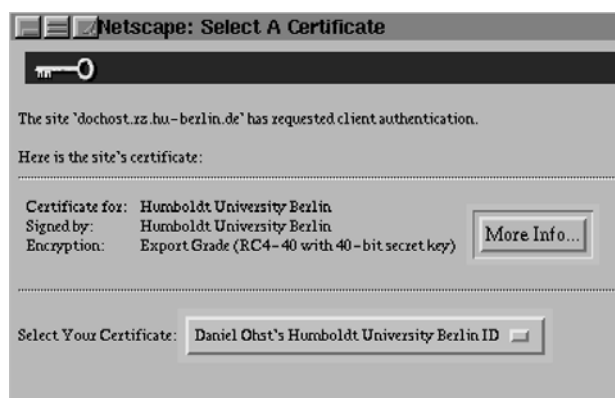 Netscape: Select A Certificate
The site 'dochost.rz.hu-berlin.de' has requested client authentication.
Here is the site's certificate:
Certificate for: Humboldt University Berlin
Signed by: Humboldt University Berlin
Encryption: Export Grade (RC4-40 with 40-bit secret key)
More Info...
Select Your Certificate: Daniel Ohst's Humboldt University Berlin ID